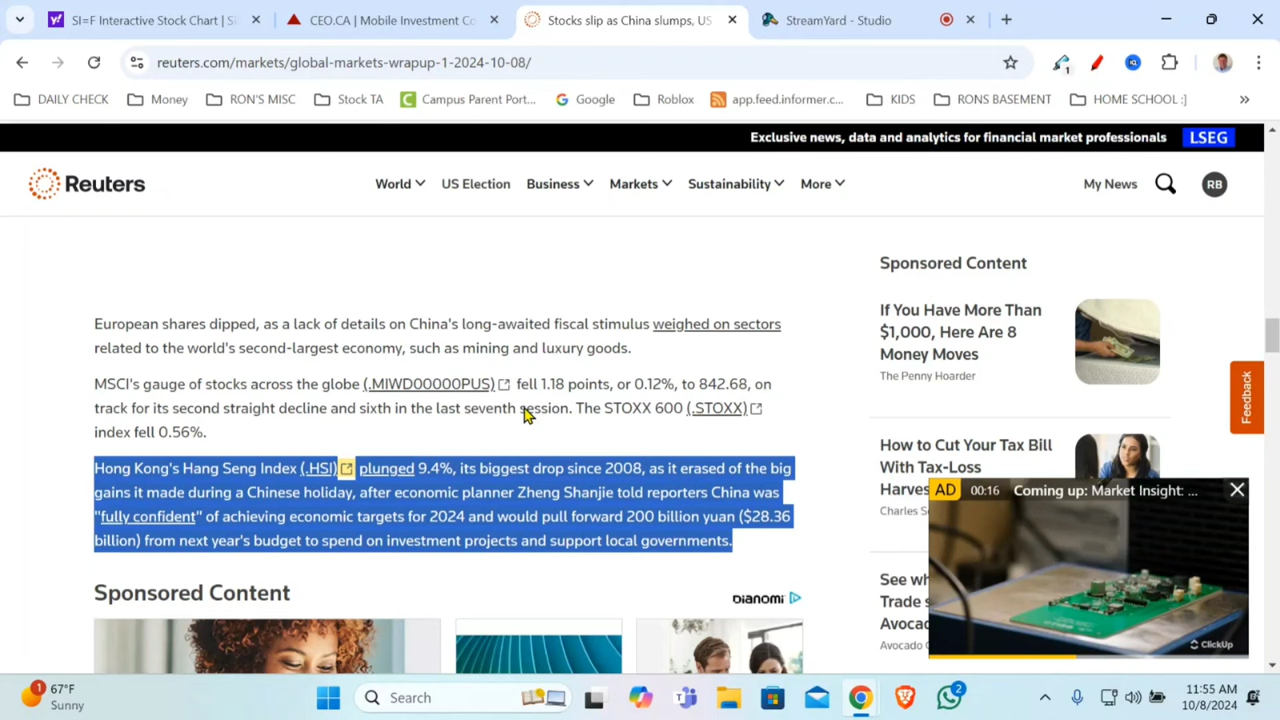 SI=F Interactive Stock Chart | Si
CEO.CA | Mobile Investment Co
Stocks slip as China slumps, US
StreamYard - Studio
reuters.com/markets/global-markets-wrapup-1-2024-10-08/
1
DAILY CHECK
Money
RON'S MISC
Stock TA
Campus Parent Port...
Google
Roblox
app.feed.informer.c...
KIDS
RONS BASEMENT
HOME SCHOOL :]
Exclusive news, data and analytics for financial market professionals
LSEG
Reuters
World
US Election
Business
Markets
Sustainability
More
My News
RB
European shares dipped, as a lack of details on China's long-awaited fiscal stimulus weighed on sectors
related to the world's second-largest economy, such as mining and luxury goods.
MSCI's gauge of stocks across the globe (.MIWD00000PUS) fell 1.18 points, or 0.12%, to 842.68, on
track for its second straight decline and sixth in the last seventh session. The STOXX 600 (.STOXX)
index fell 0.56%.
Hong Kong's Hang Seng Index (.HSI) plunged 9.4%, its biggest drop since 2008, as it erased of the big
gains it made during a Chinese holiday, after economic planner Zheng Shanjie told reporters China was
"fully confident" of achieving economic targets for 2024 and would pull forward 200 billion yuan ($28.36
billion) from next year's budget to spend on investment projects and support local governments.
Sponsored Content
DIANOMI
Sponsored Content
If You Have More Than
$1,000, Here Are 8
Money Moves
The Penny Hoarder
How to Cut Your Tax Bill
With Tax-Loss
Harves
Charles S
See wh
Trade s
Avocad
Avocado C
Feedback
AD 00:16 Coming up: Market Insight: ...
ClickUp
1
67°F
Sunny
Search
2
11:55 AM
10/8/2024